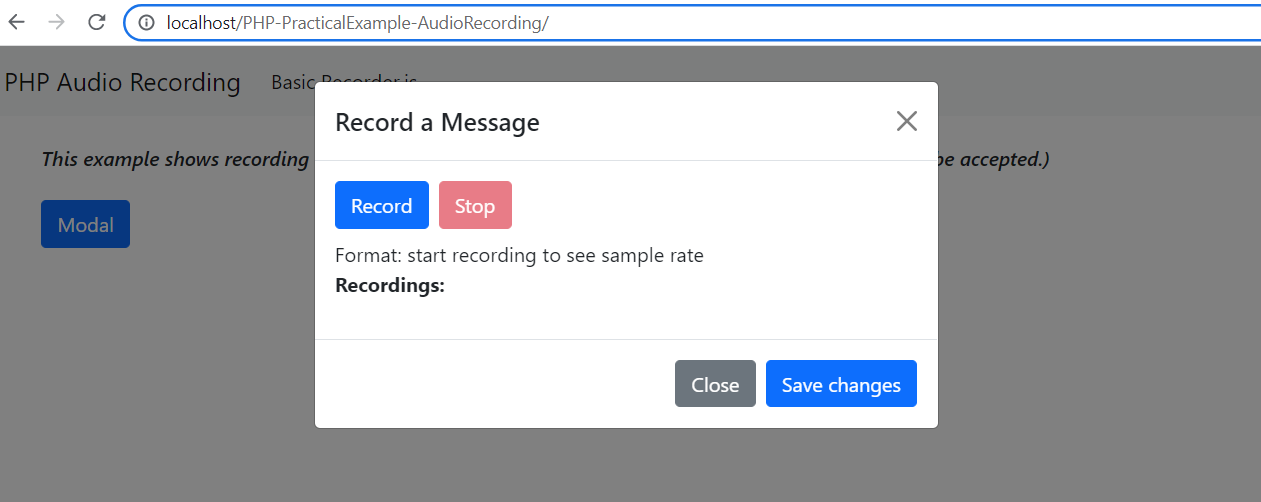 localhost/PHP-PracticalExample-AudioRecording/
PHP Audio Recording Basic Recorder.js
Record a Message
This example shows recording be accepted.)
Record Stop
Modal
Format: start recording to see sample rate
Recordings:
Close Save changes